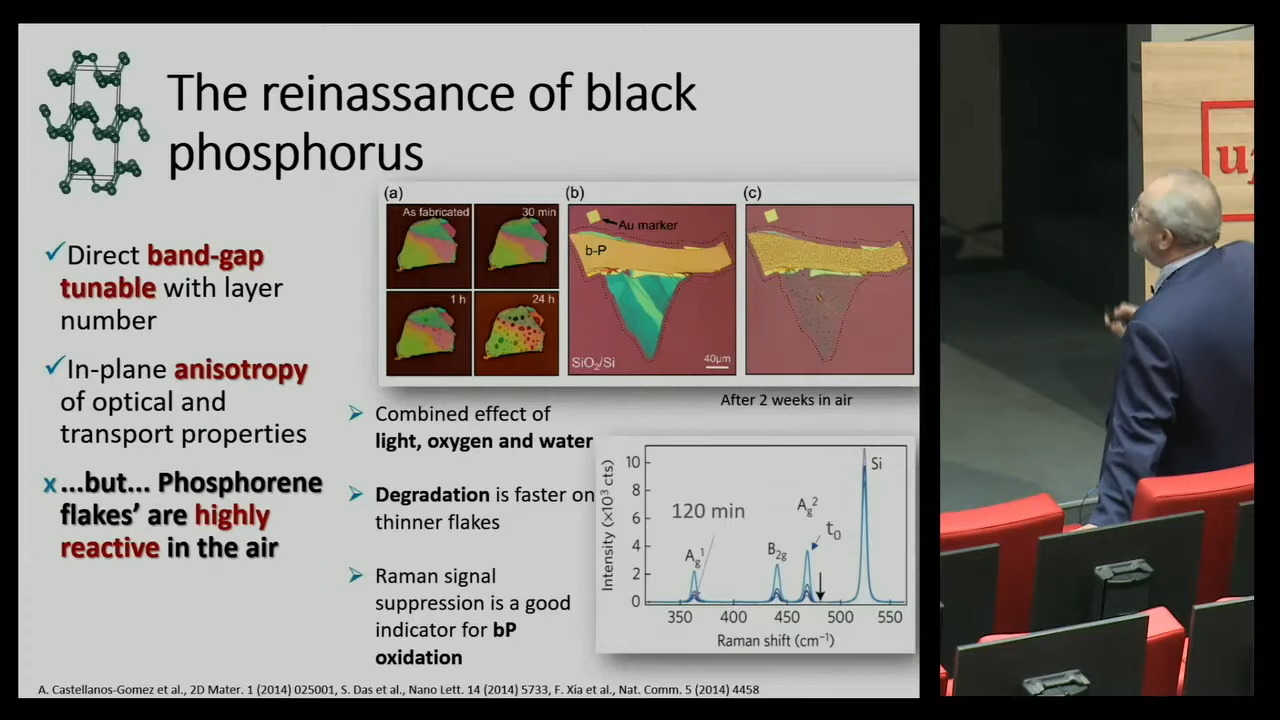 The reinassance of black
phosphorus
✓Direct band-gap
tunable with layer
number
✓In-plane anisotropy
of optical and
transport properties
x...but... Phosphorene
flakes’ are highly
reactive in the air
(a)
(b)
(c)
As fabricated
30 min
1 h
24 h
Au marker
b-P
SiO2/Si
40µm
After 2 weeks in air
➢ Combined effect of
light, oxygen and water
➢ Degradation is faster on
thinner flakes
➢ Raman signal
suppression is a good
indicator for bP
oxidation
Intensity (×10³ cts)
10
8
6
4
2
0
120 min
Ag1
B2g
Ag2
t0
Si
350 400 450 500 550
Raman shift (cm⁻¹)
A. Castellanos-Gomez et al., 2D Mater. 1 (2014) 025001, S. Das et al., Nano Lett. 14 (2014) 5733, F. Xia et al., Nat. Comm. 5 (2014) 4458